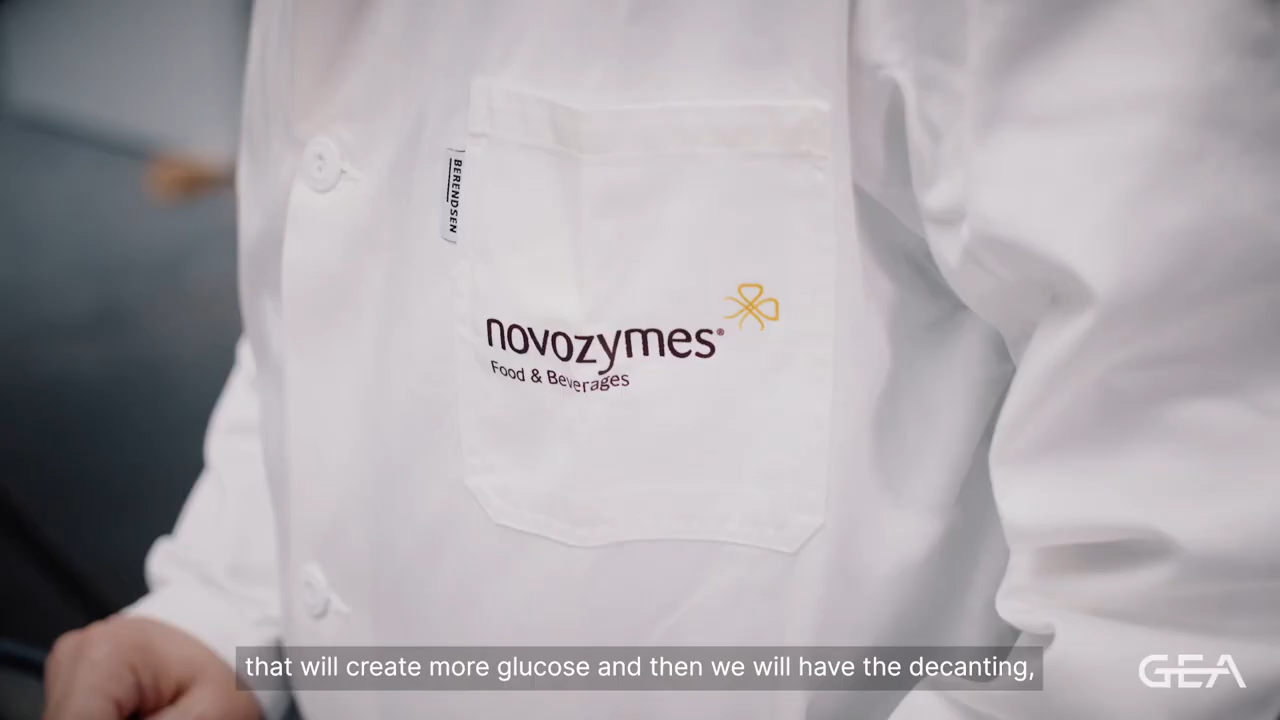 BERENDSEN
novozymes®
Food & Beverages
that will create more glucose and then we will have the decanting,
GEA